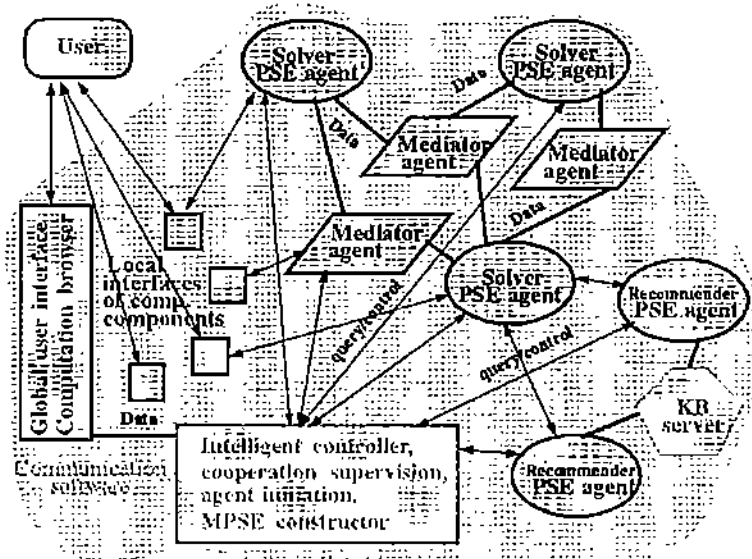 User
Solver
PSE agent
Solver
PSE agent
Data
Data
Mediator
agent
Mediator
agent
Data
Mediator
agent
Global user interface,
Computation browser
Local
interfaces
of comp.
components
Solver
PSE agent
Recommender
PSE agent
query/control
query/control
KB
server
Data
Communication
software
Intelligent controller,
cooperation supervision,
agent initiation,
MPSE constructor
Recommender
PSE agent